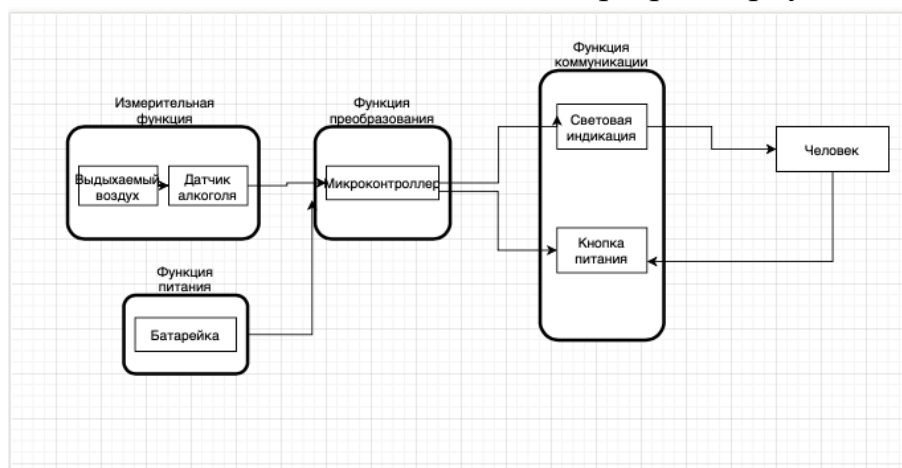 Функция
коммуникации
Измерительная
функция
Функция
преобразования
Световая
индикация
Человек
Выдыхаемый
воздух
Датчик
алкоголя
Микроконтроллер
Кнопка
питания
Функция
питания
Батарейка